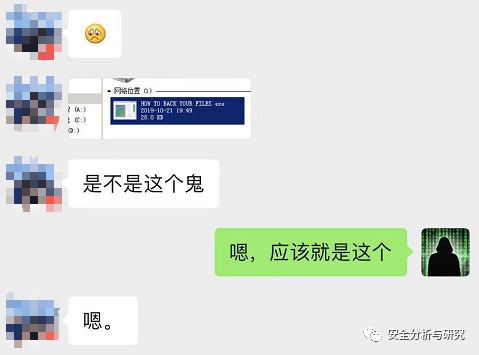 网络位置 (1)
(A:)
HOW TO BACK YOUR FILES.exe
(C:)
2019-10-21 19:49
(D:)
28.0 KB
是不是这个鬼
嗯，应该就是这个
嗯。
安全分析与研究